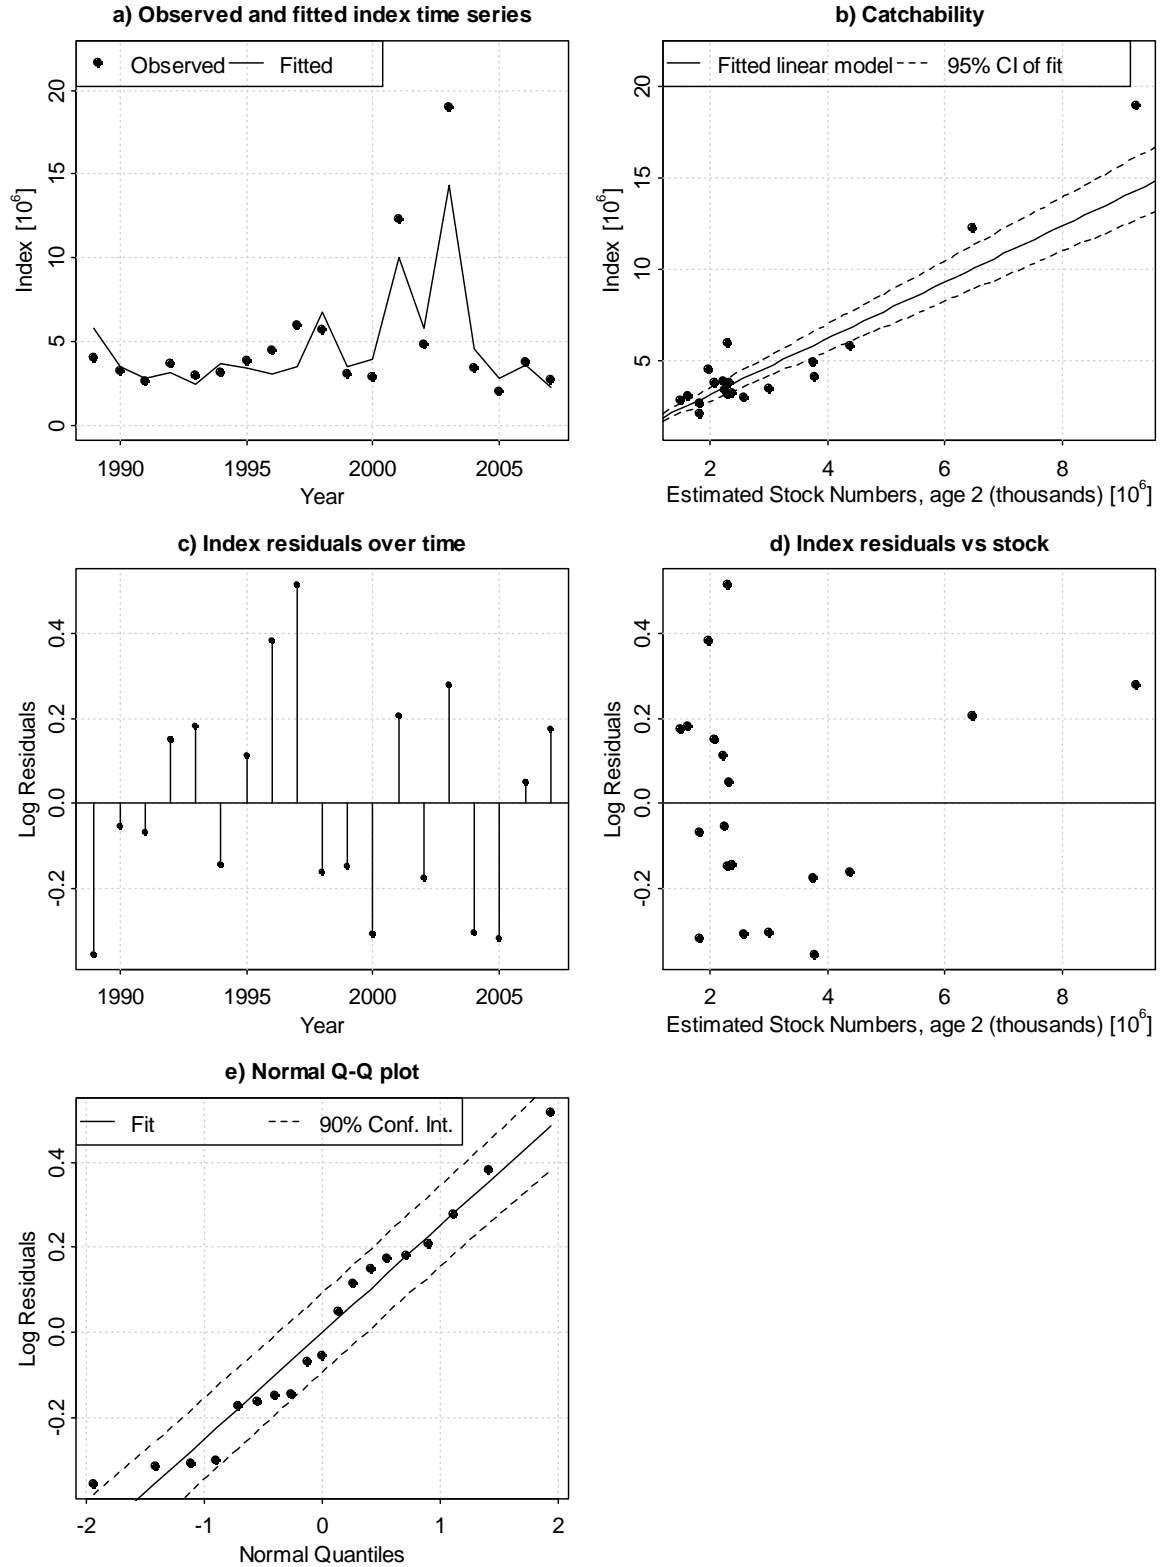 a) Observed and fitted index time series
Observed Fitted
20
15
10
5
0
Index [10⁶]
1990 1995 2000 2005
Year
b) Catchability
Fitted linear model 95% CI of fit
20
15
10
5
Index [10⁶]
2 4 6 8
Estimated Stock Numbers, age 2 (thousands) [10⁶]
c) Index residuals over time
0.4
0.2
0.0
-0.2
Log Residuals
1990 1995 2000 2005
Year
d) Index residuals vs stock
0.4
0.2
0.0
-0.2
Log Residuals
2 4 6 8
Estimated Stock Numbers, age 2 (thousands) [10⁶]
e) Normal Q-Q plot
Fit 90% Conf. Int.
0.4
0.2
0.0
-0.2
Log Residuals
-2 -1 0 1 2
Normal Quantiles